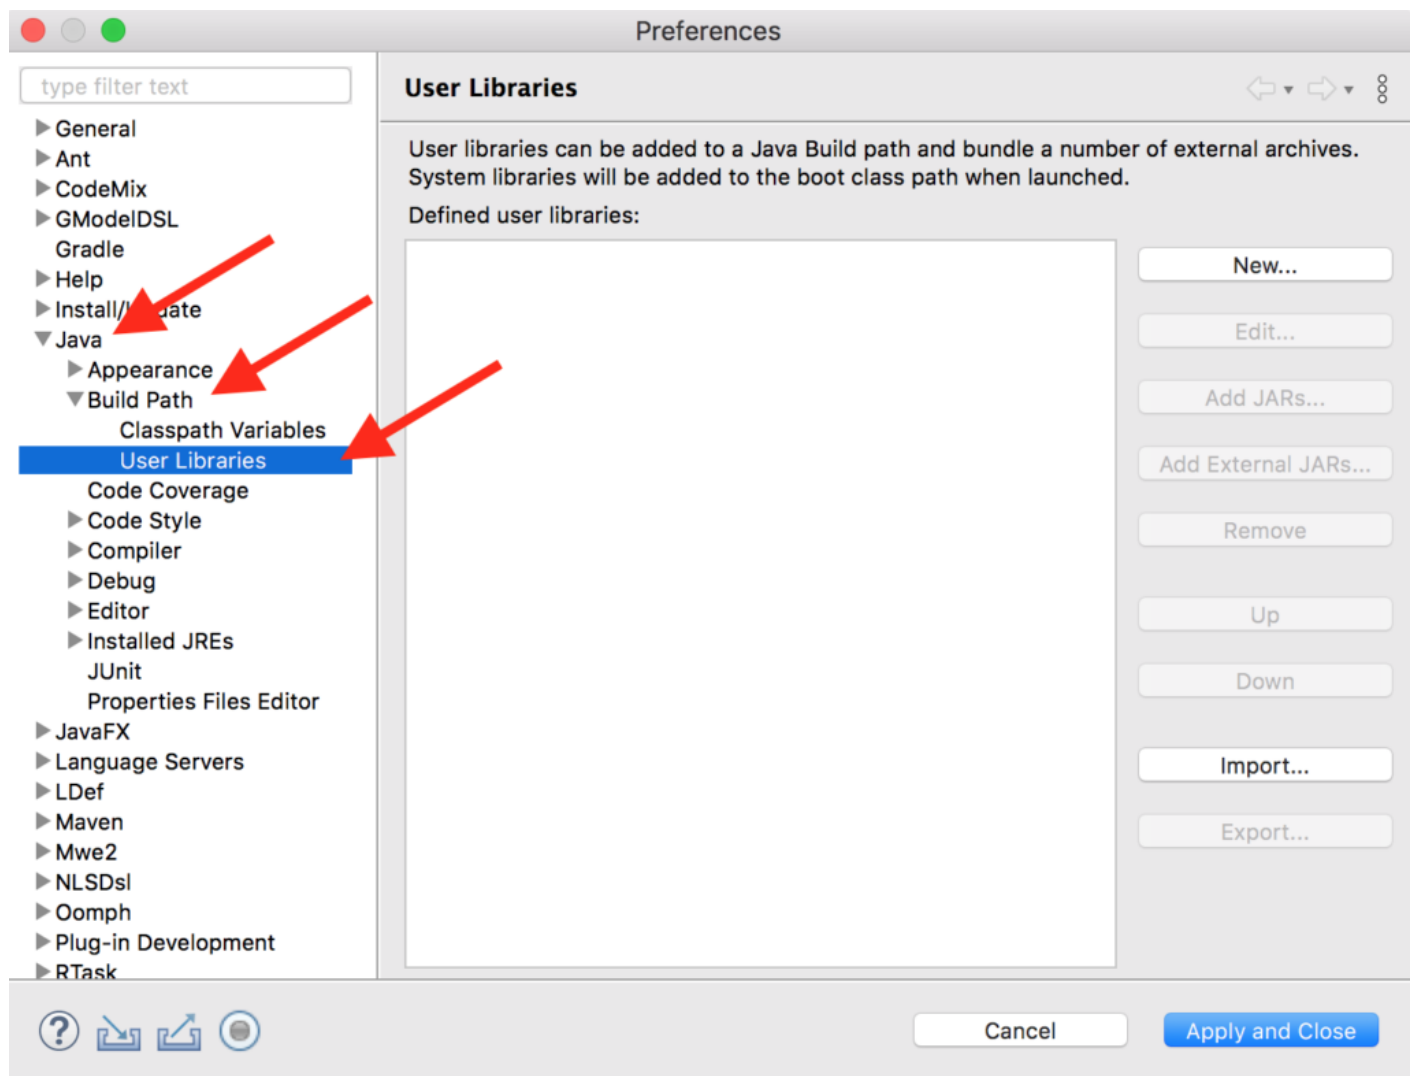 Preferences
type filter text
General
Ant
CodeMix
GModelDSL
Gradle
Help
Install/Update
Java
Appearance
Build Path
Classpath Variables
User Libraries
Code Coverage
Code Style
Compiler
Debug
Editor
Installed JREs
JUnit
Properties Files Editor
JavaFX
Language Servers
LDef
Maven
Mwe2
NLSDsl
Oomph
Plug-in Development
RTask
User Libraries
User libraries can be added to a Java Build path and bundle a number of external archives.
System libraries will be added to the boot class path when launched.
Defined user libraries:
New...
Edit...
Add JARs...
Add External JARs...
Remove
Up
Down
Import...
Export...
?
Cancel
Apply and Close